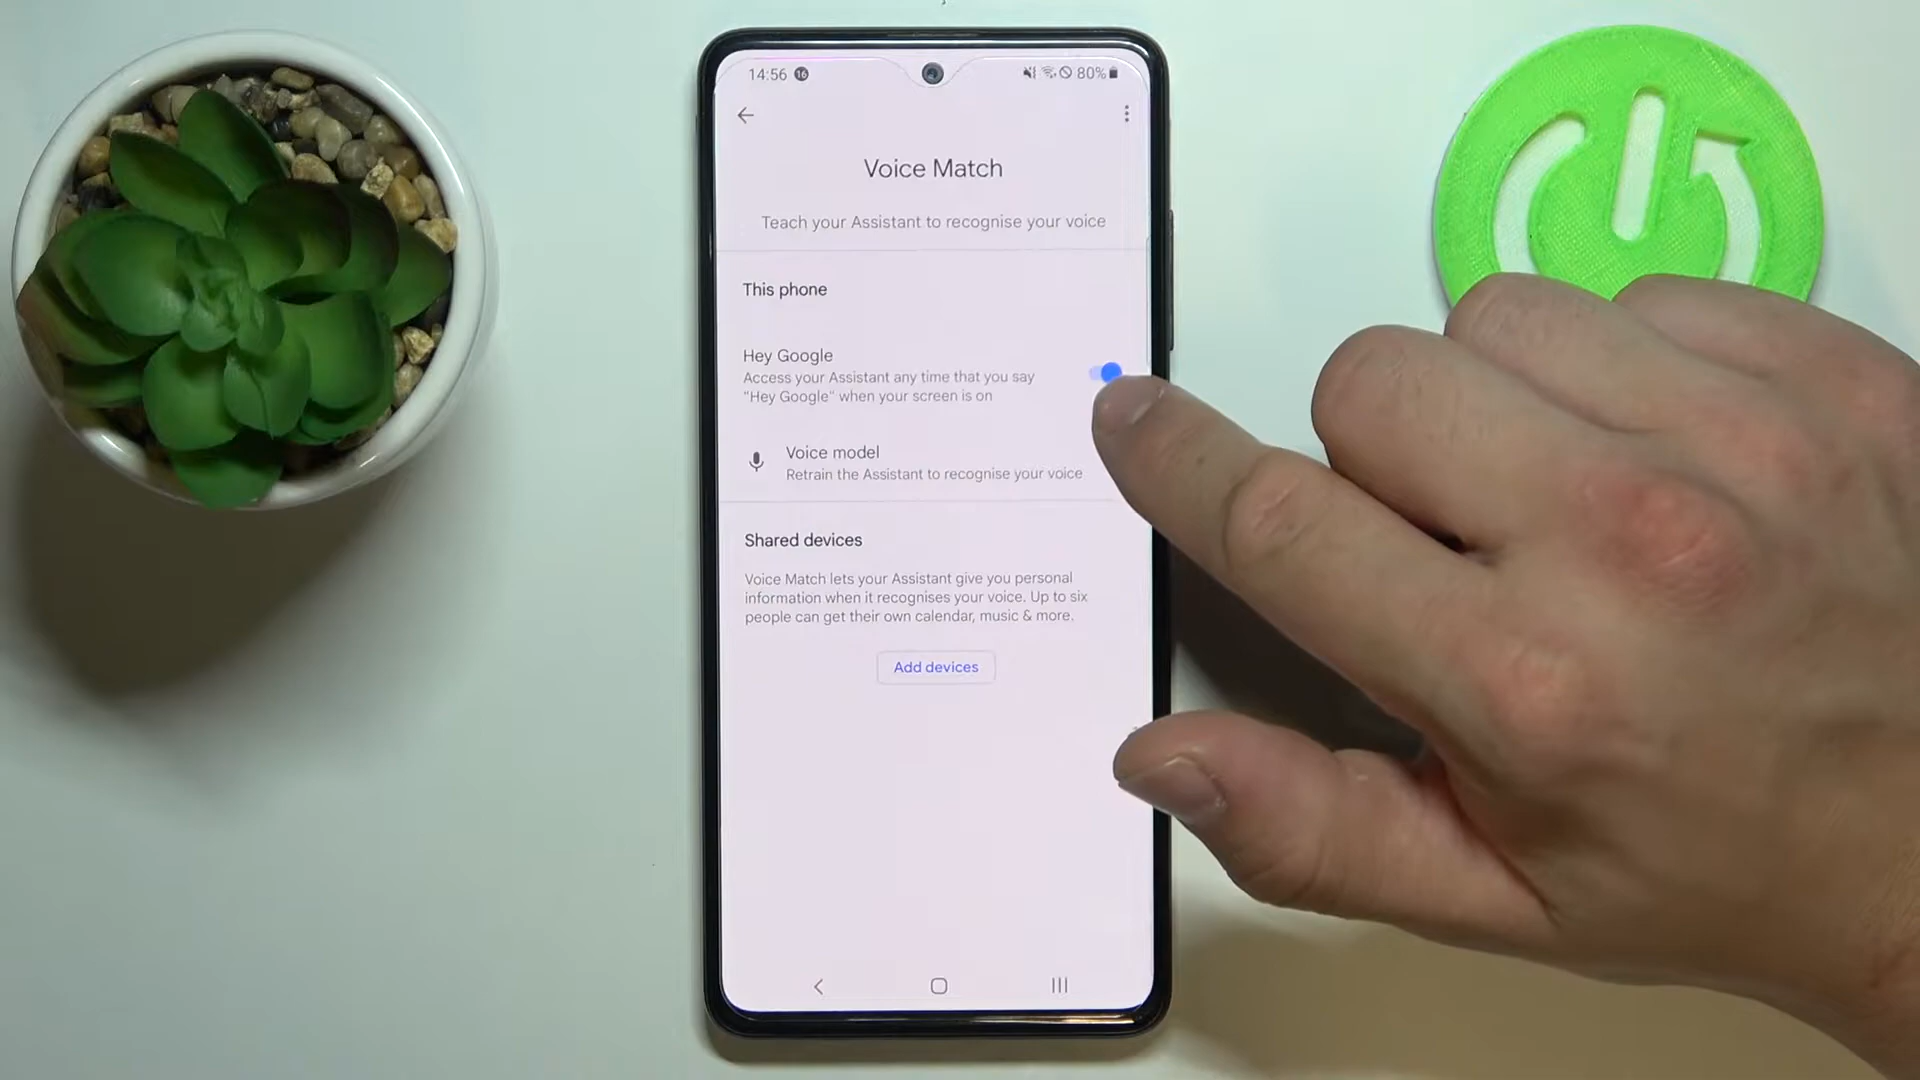 14:56 16 80%
Voice Match
Teach your Assistant to recognise your voice
This phone
Hey Google
Access your Assistant any time that you say
"Hey Google" when your screen is on
Voice model
Retrain the Assistant to recognise your voice
Shared devices
Voice Match lets your Assistant give you personal
information when it recognises your voice. Up to six
people can get their own calendar, music & more.
Add devices